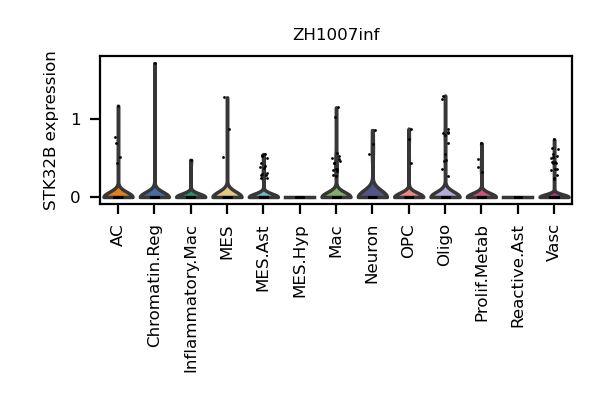 ZH1007inf
STK32B expression
1
0
AC
Chromatin.Reg
Inflammatory.Mac
MES
MES.Ast
MES.Hyp
Mac
Neuron
OPC
Oligo
Prolif.Metab
Reactive.Ast
Vasc